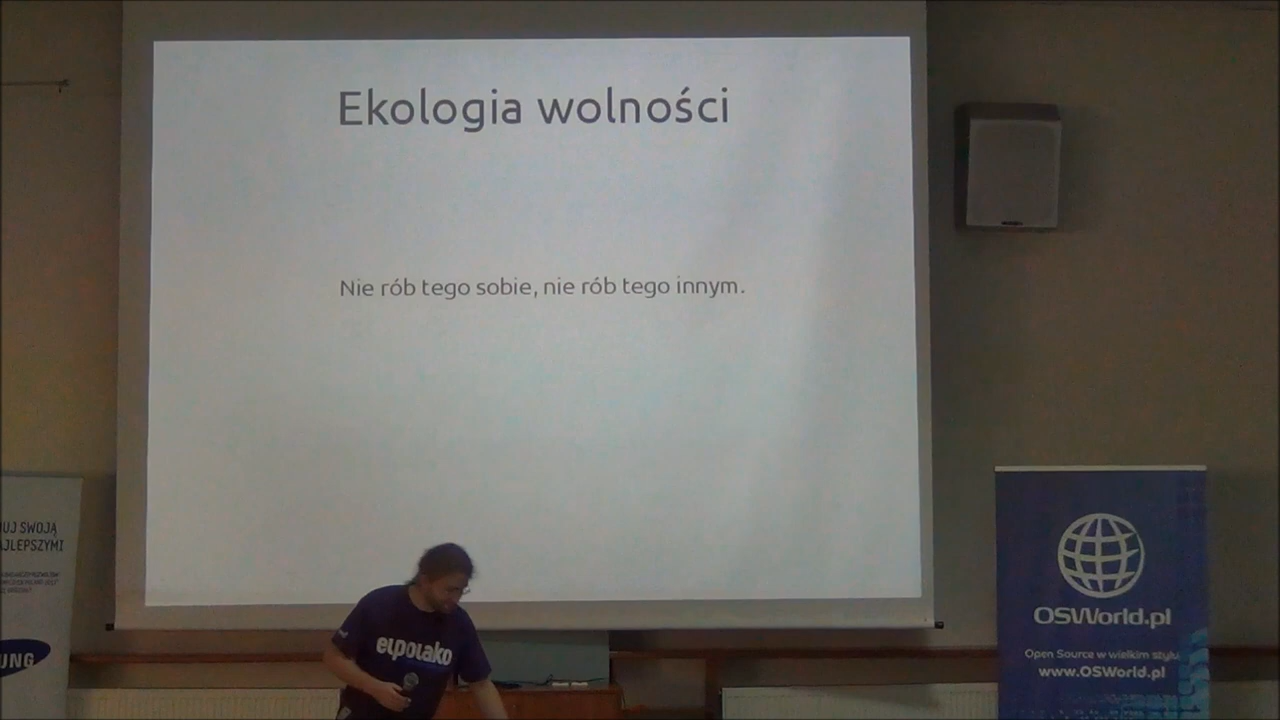 Ekologia wolności
Nie rób tego sobie, nie rób tego innym.
UJ SWOJĄ
AJLEPSZYMI
UNG
elpolako
OSWorld.pl
Open Source w wielkim stylu
www.OSWorld.pl